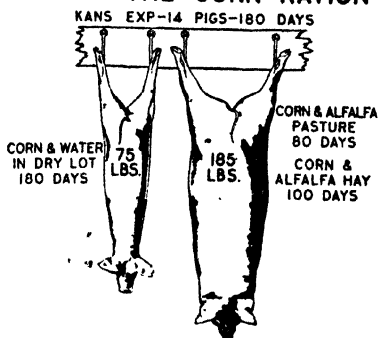 THE CORN RATION
KANS EXP-14 PIGS-180 DAYS
CORN & WATER
IN DRY LOT
180 DAYS
75
LBS.
185
LBS.
CORN & ALFALFA
PASTURE
80 DAYS
CORN &
ALFALFA HAY
100 DAYS